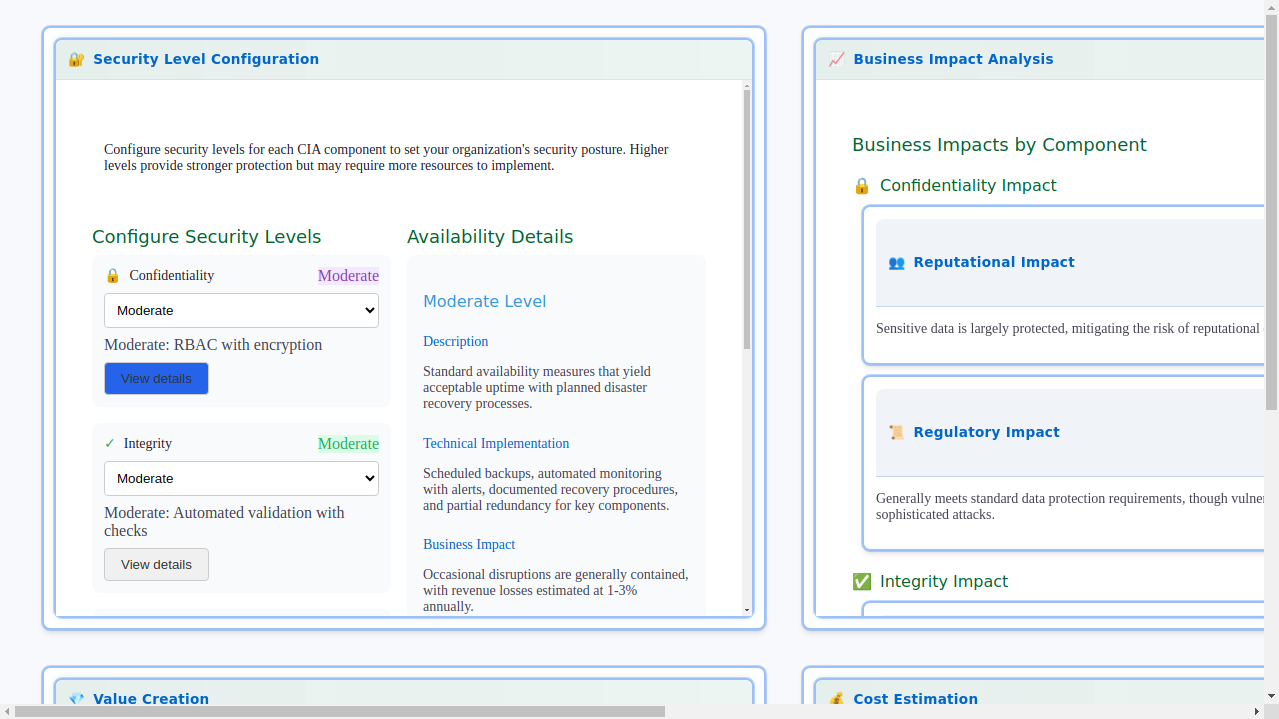 🔐 Security Level Configuration
Configure security levels for each CIA component to set your organization's security posture. Higher
levels provide stronger protection but may require more resources to implement.
Configure Security Levels
🔒 Confidentiality Moderate
Moderate
Moderate: RBAC with encryption
View details
✓ Integrity Moderate
Moderate
Moderate: Automated validation with
checks
View details
Availability Details
Moderate Level
Description
Standard availability measures that yield
acceptable uptime with planned disaster
recovery processes.
Technical Implementation
Scheduled backups, automated monitoring
with alerts, documented recovery procedures,
and partial redundancy for key components.
Business Impact
Occasional disruptions are generally contained,
with revenue losses estimated at 1-3%
annually.
📈 Business Impact Analysis
Business Impacts by Component
🔒 Confidentiality Impact
👥 Reputational Impact
Sensitive data is largely protected, mitigating the risk of reputational
📜 Regulatory Impact
Generally meets standard data protection requirements, though
sophisticated attacks.
✅ Integrity Impact
💎 Value Creation
💰 Cost Estimation